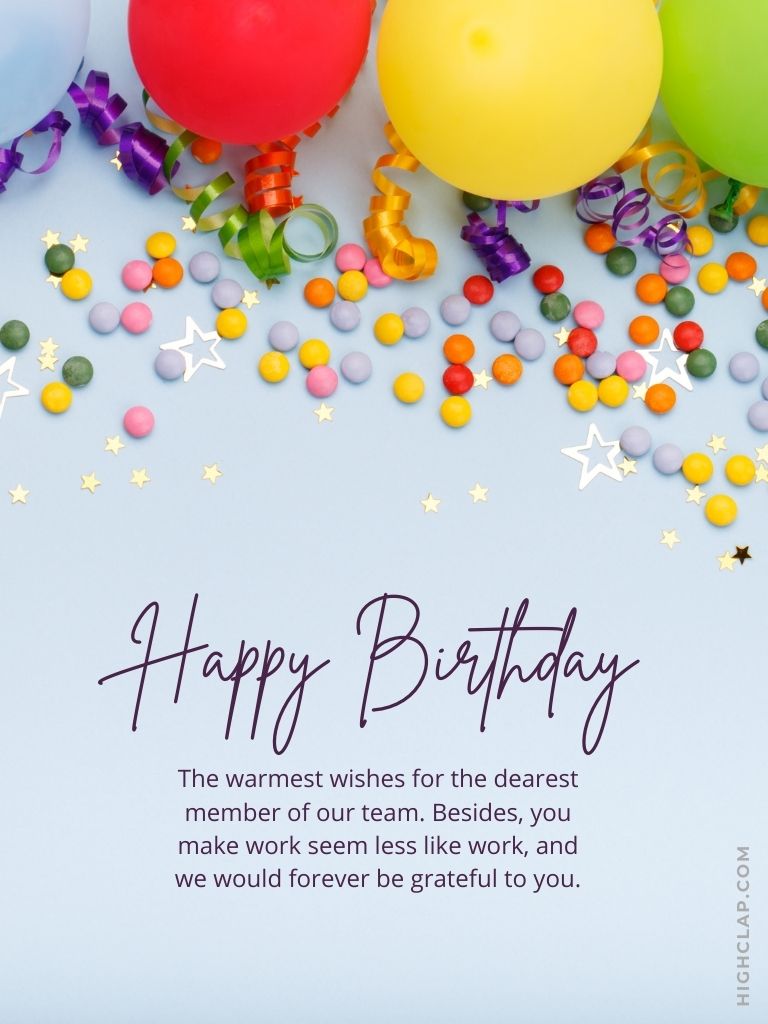 Happy Birthday
The warmest wishes for the dearest
member of our team. Besides, you
make work seem less like work, and
we would forever be grateful to you.
HIGHCLAP.COM